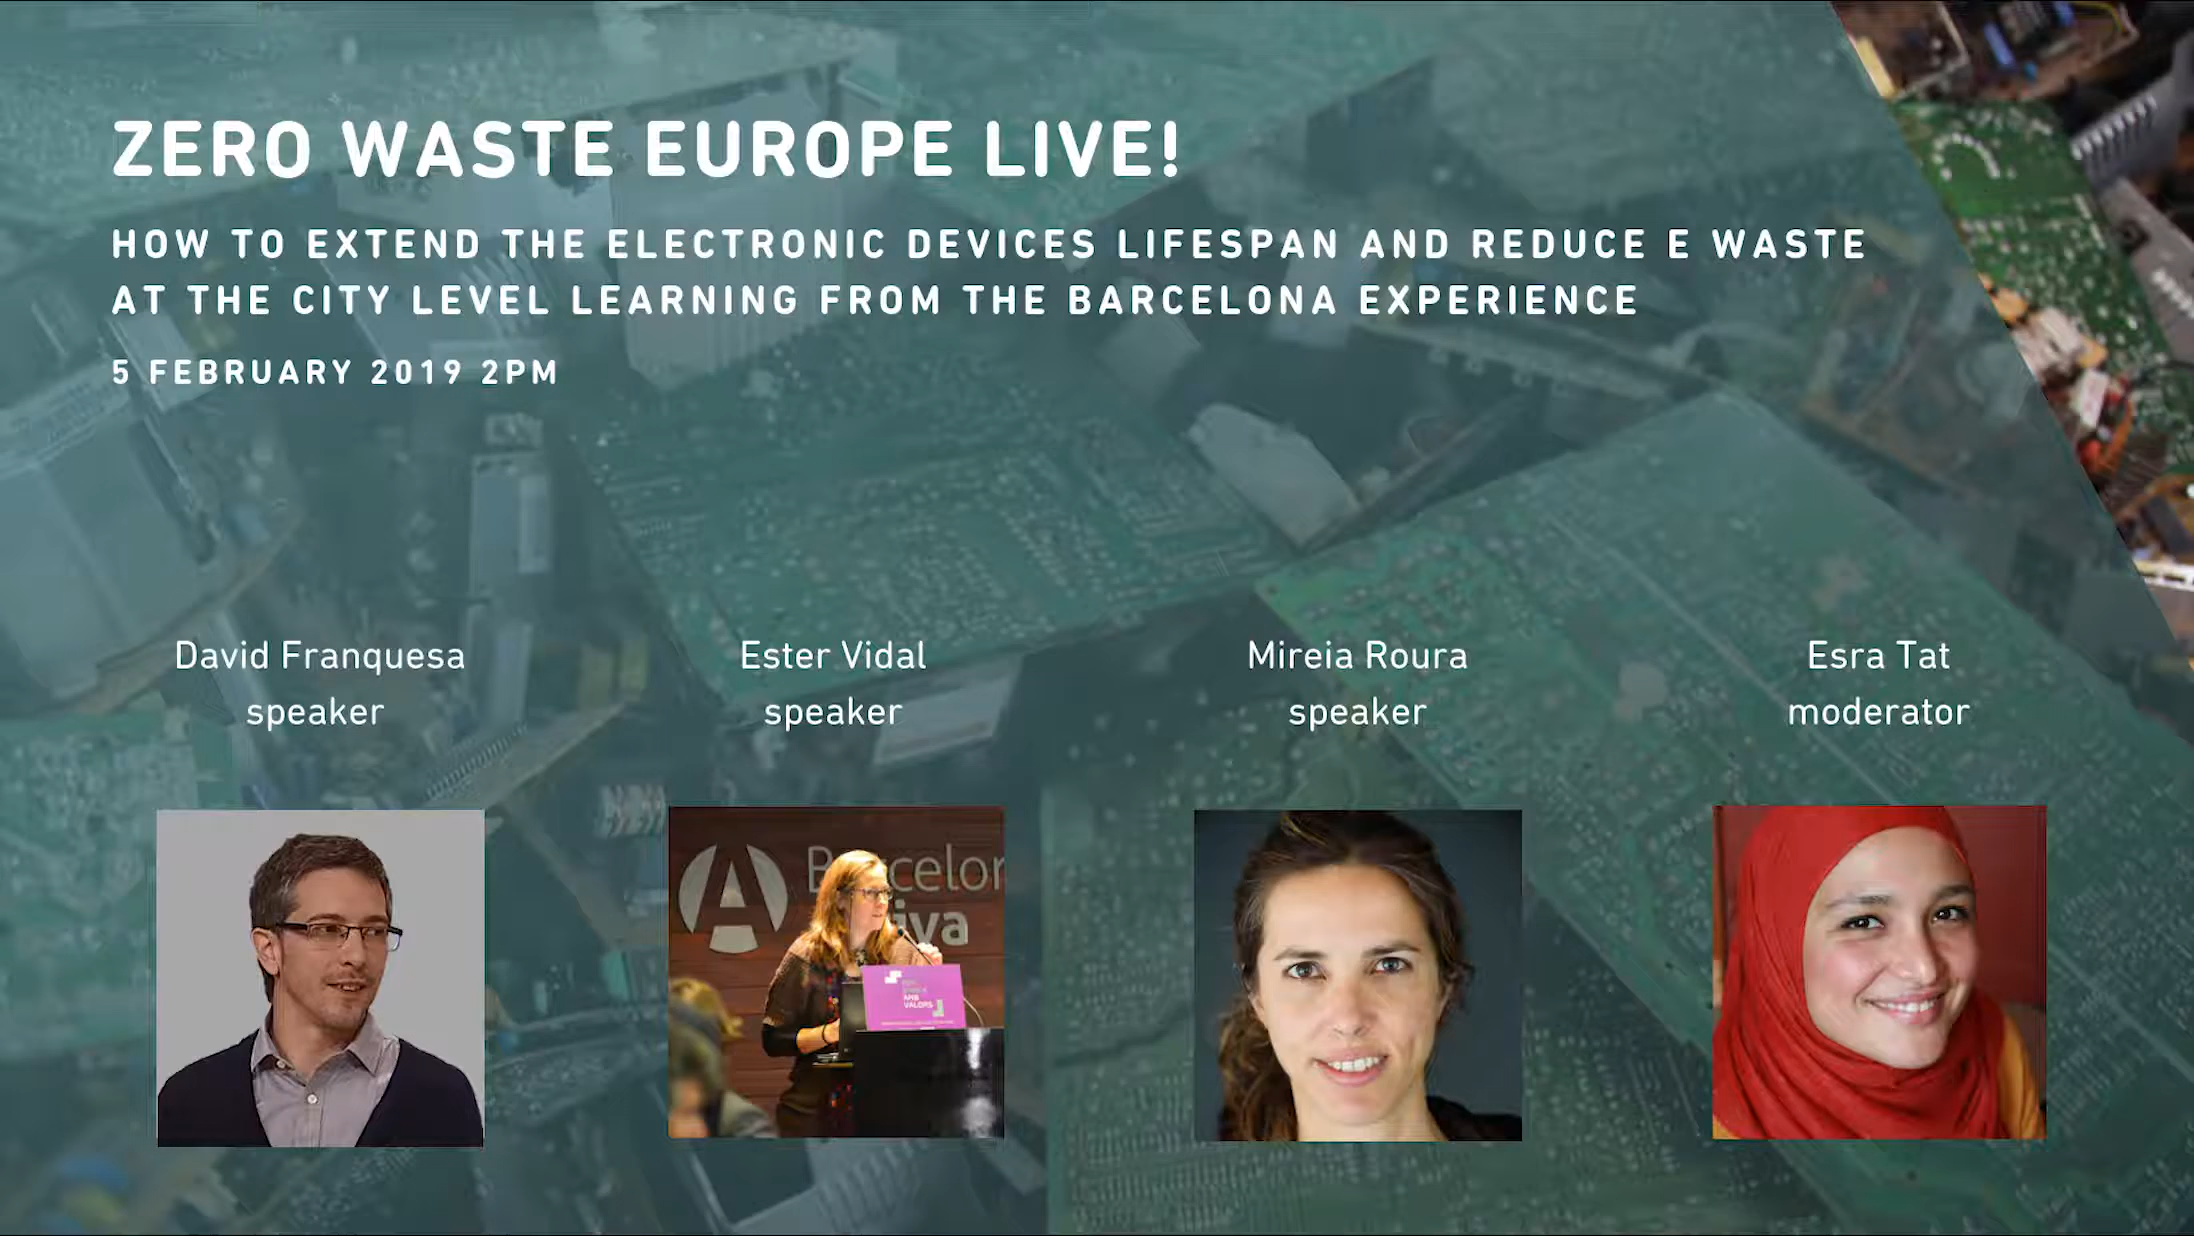 ZERO WASTE EUROPE LIVE!
HOW TO EXTEND THE ELECTRONIC DEVICES LIFESPAN AND REDUCE E WASTE
AT THE CITY LEVEL LEARNING FROM THE BARCELONA EXPERIENCE
5 FEBRUARY 2019 2PM
David Franquesa
speaker
Ester Vidal
speaker
Mireia Roura
speaker
Esra Tat
moderator
AMB
VALORS